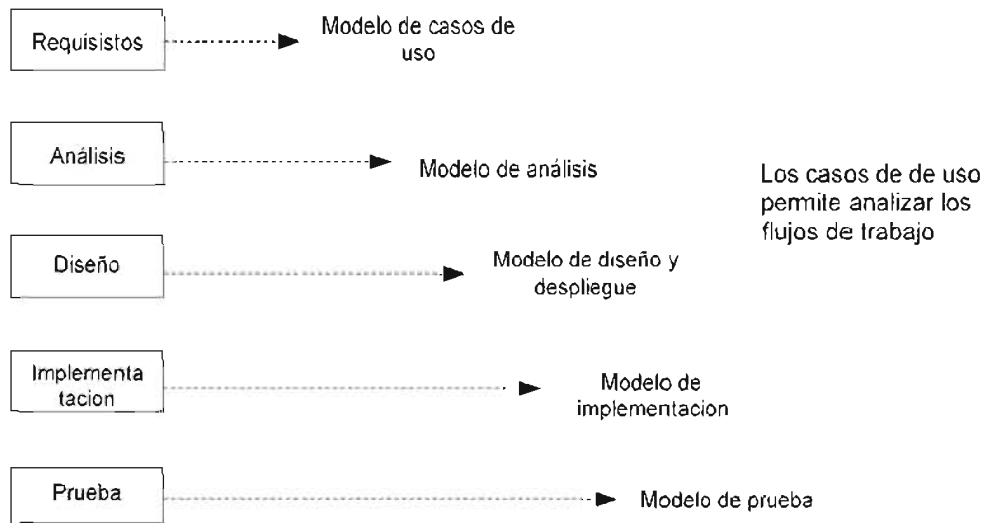 Requisistos
Modelo de casos de
uso
Análisis
Modelo de análisis
Los casos de de uso
permite analizar los
flujos de trabajo
Diseño
Modelo de diseño y
despliegue
Implementa
tacion
Modelo de
implementacion
Prueba
Modelo de prueba